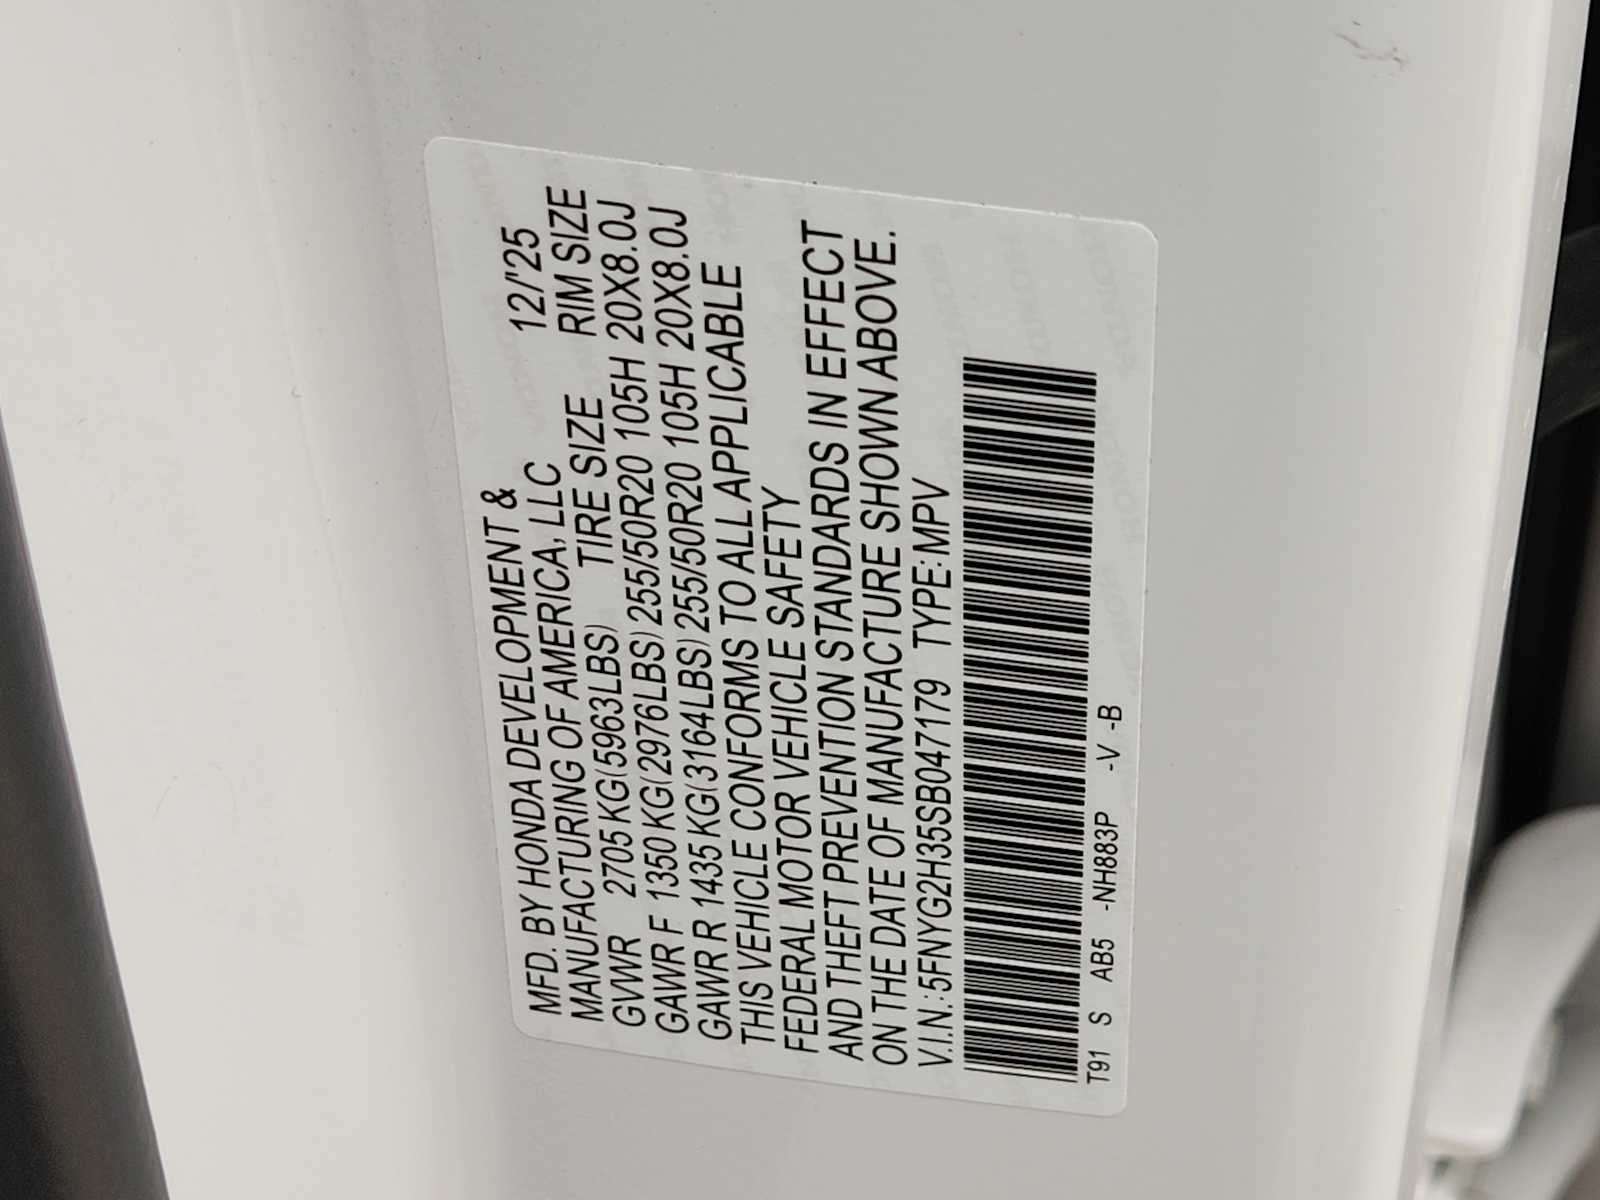 MFD. BY HONDA DEVELOPMENT & 12/'25
MANUFACTURING OF AMERICA, LLC
TIRE SIZE RIM SIZE
GVWR 2705 KG(5963LBS)
GAWR F 1350 KG(2976LBS) 255/50R20 105H 20X8.0J
GAWR R 1435 KG(3164LBS) 255/50R20 105H 20X8.0J
THIS VEHICLE CONFORMS TO ALL APPLICABLE
FEDERAL MOTOR VEHICLE SAFETY
AND THEFT PREVENTION STANDARDS IN EFFECT
ON THE DATE OF MANUFACTURE SHOWN ABOVE.
V.I.N.:5FNYG2H35SB047179 TYPE:MPV
T91 S AB5 -NH883P -V -B